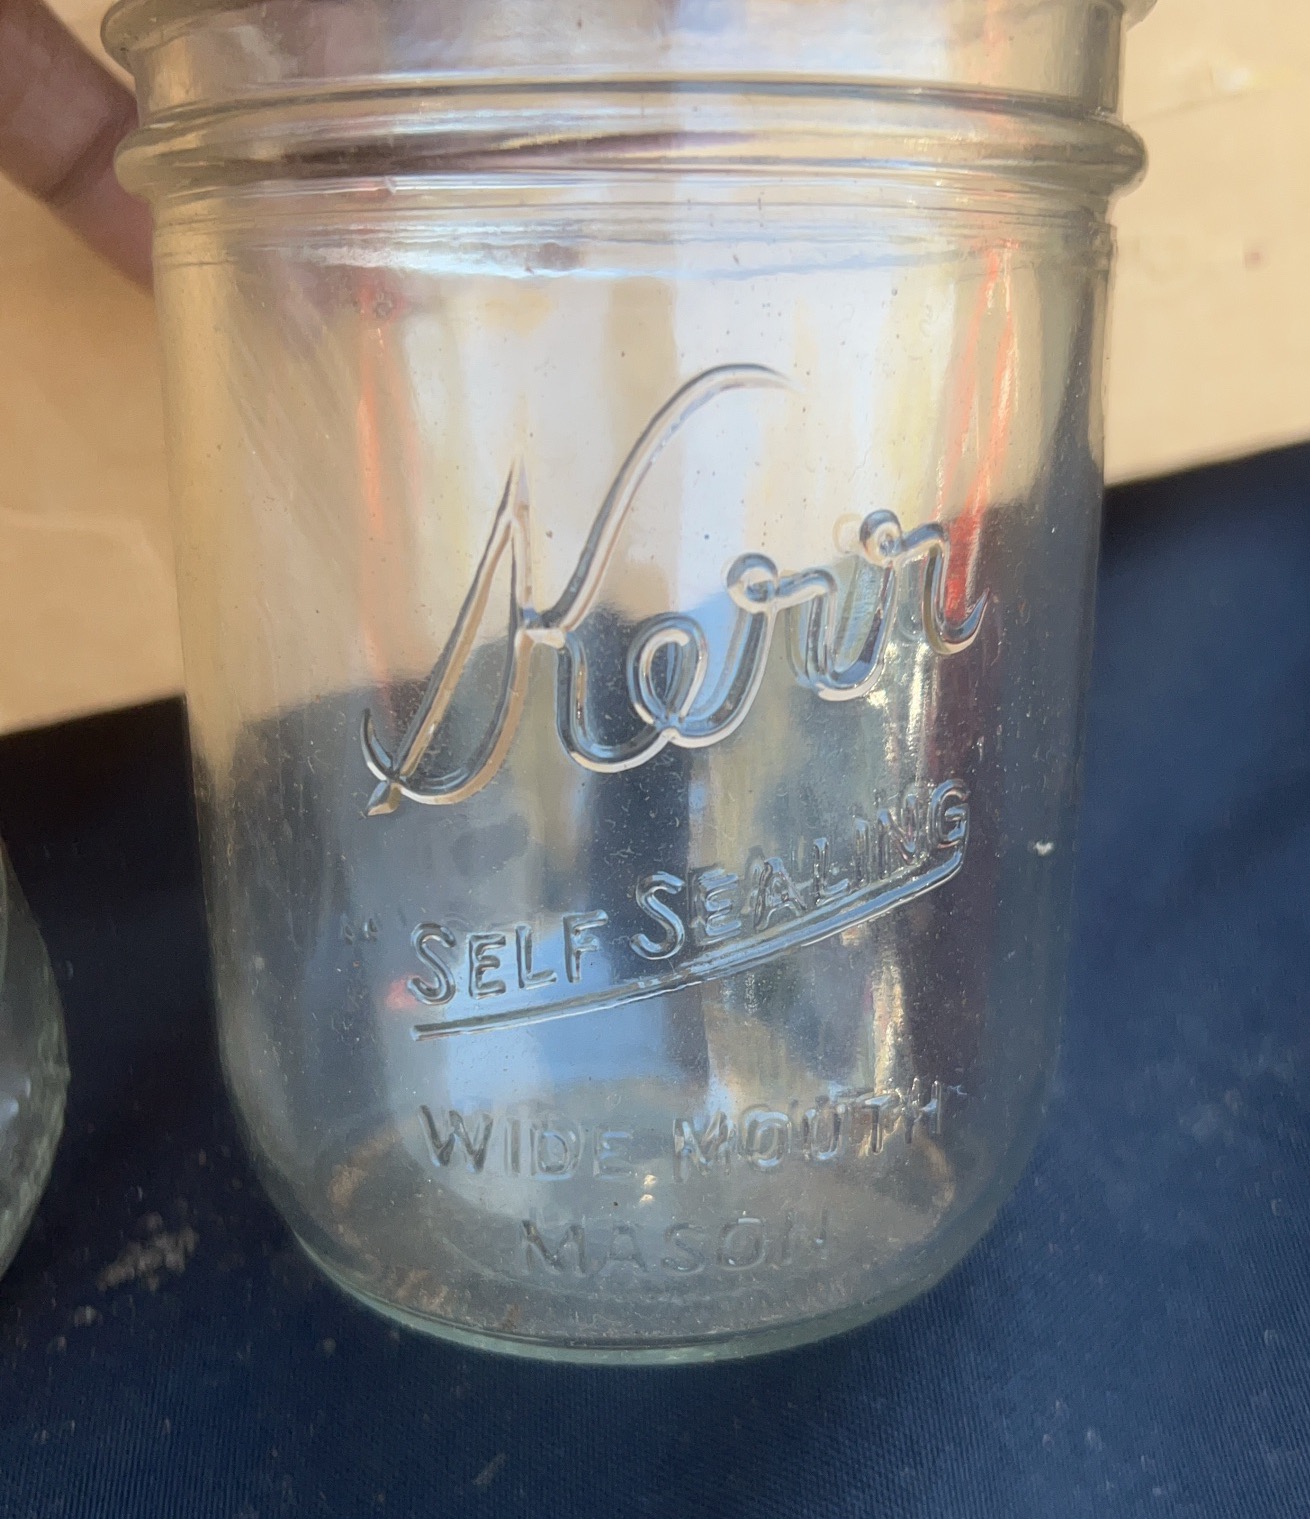 Kerr
"SELF SEALING"
WIDE MOUTH
MASON